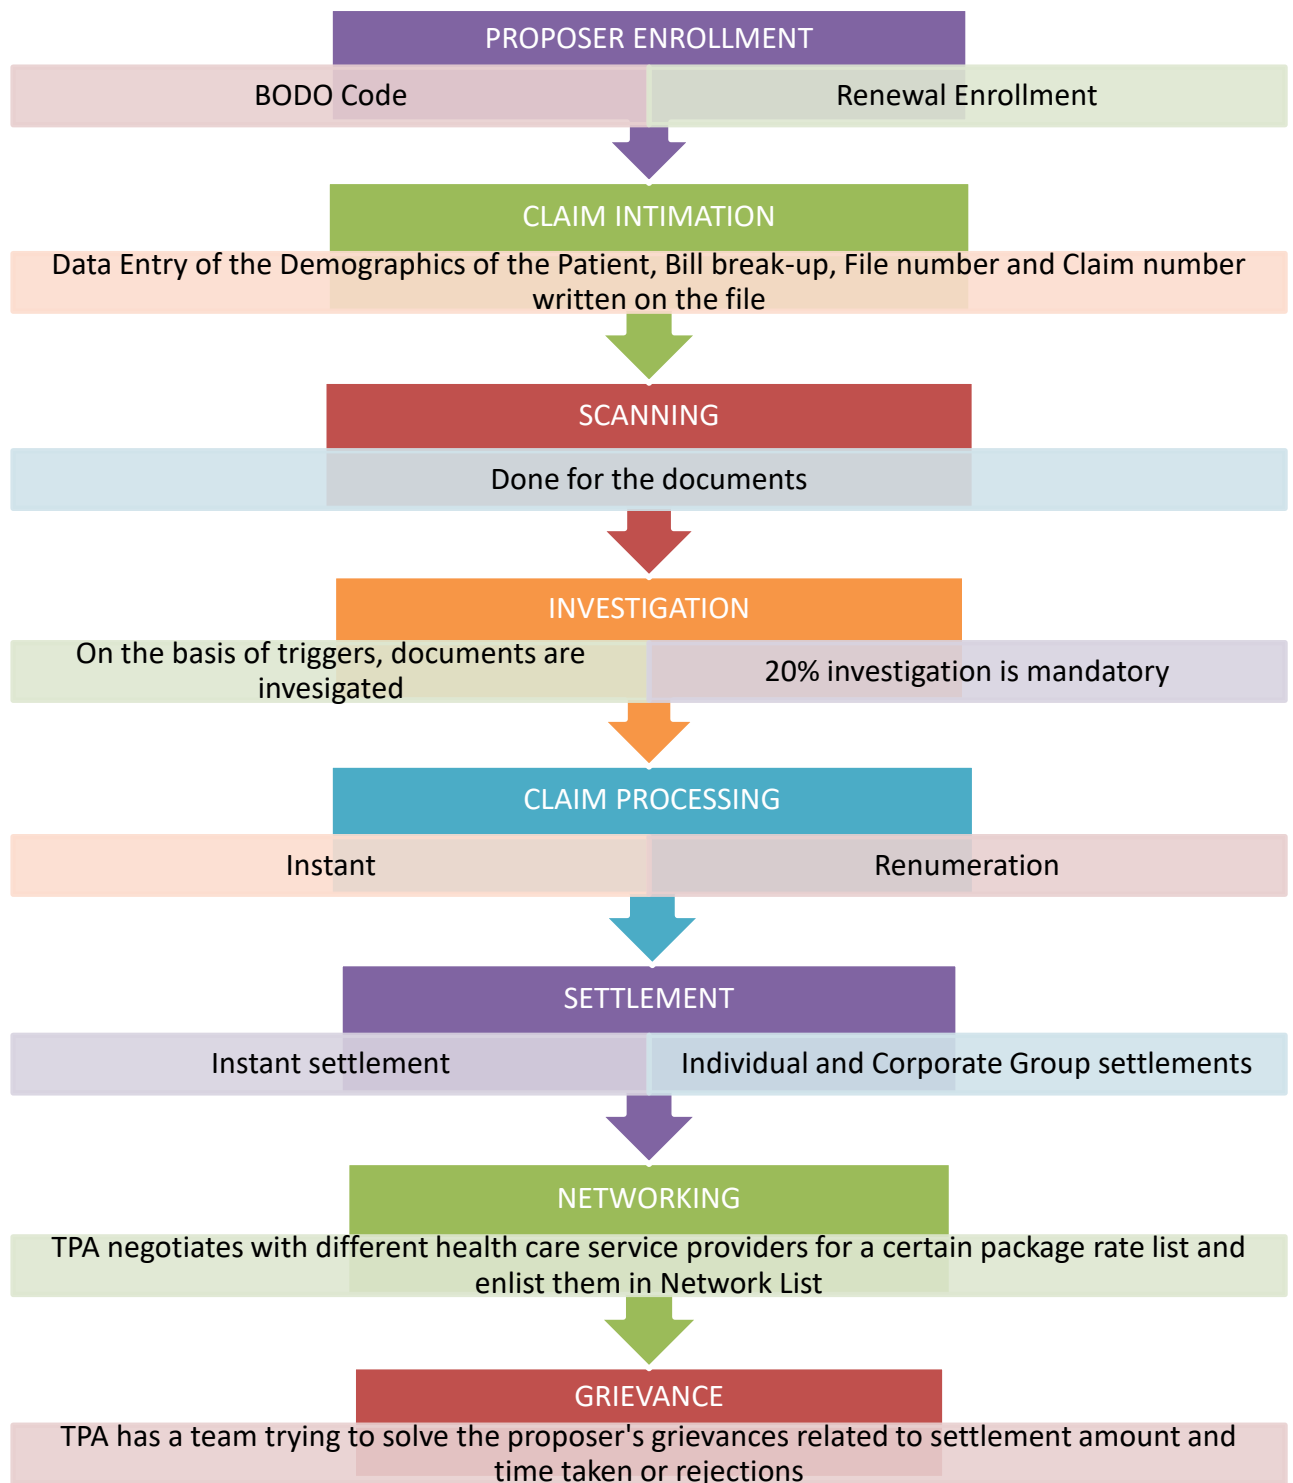 PROPOSER ENROLLMENT
BODO Code
Renewal Enrollment
CLAIM INTIMATION
Data Entry of the Demographics of the Patient, Bill break-up, File number and Claim number
written on the file
SCANNING
Done for the documents
INVESTIGATION
On the basis of triggers, documents are
invesigated
20% investigation is mandatory
CLAIM PROCESSING
Instant
Renumeration
SETTLEMENT
Instant settlement
Individual and Corporate Group settlements
NETWORKING
TPA negotiates with different health care service providers for a certain package rate list and
enlist them in Network List
GRIEVANCE
TPA has a team trying to solve the proposer's grievances related to settlement amount and
time taken or rejections